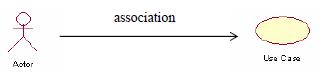 association
Actor
Use Case